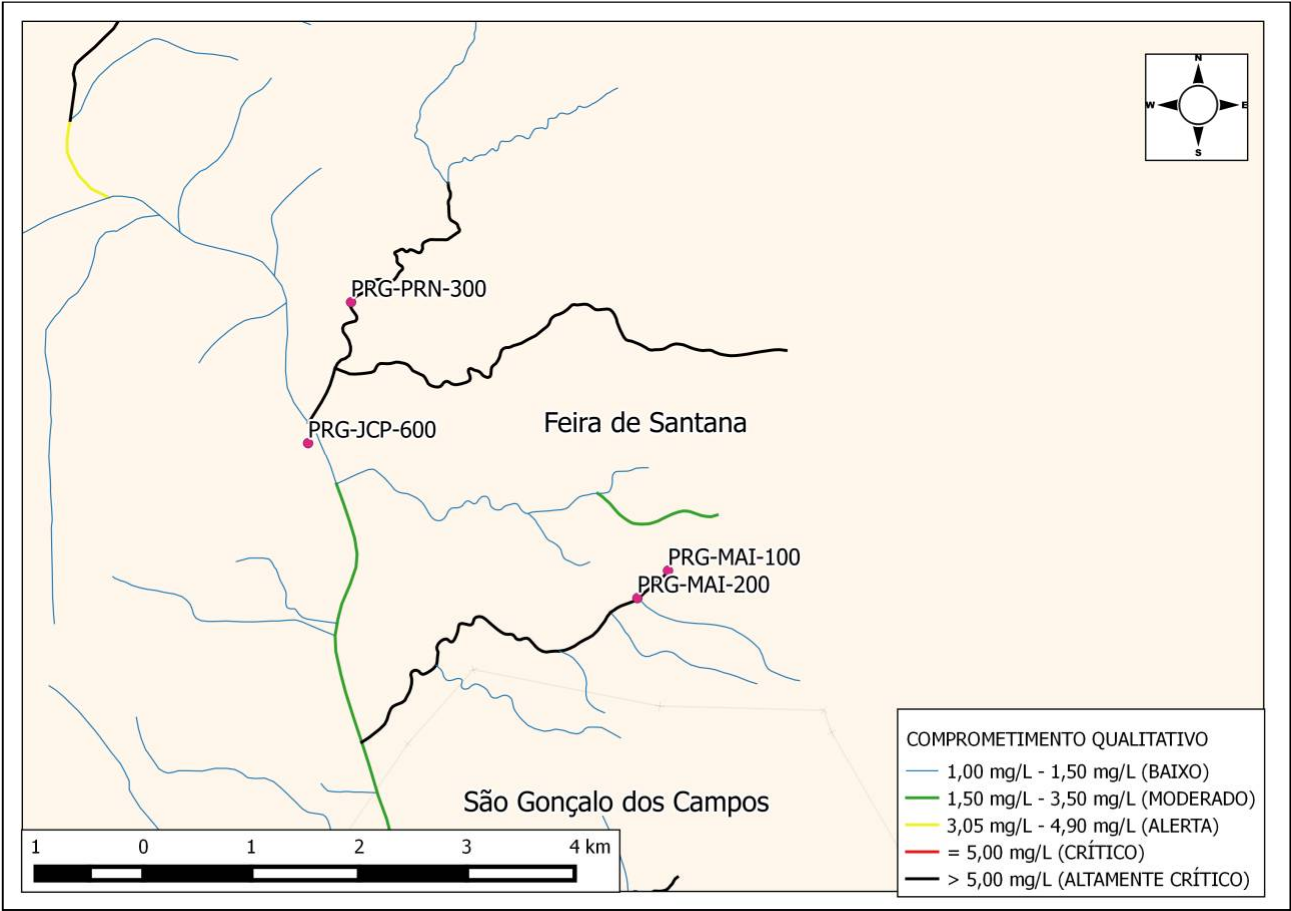 N
W E
S
PRG-PRN-300
Feira de Santana
PRG-JCP-600
PRG-MAI-100
PRG-MAI-200
São Gonçalo dos Campos
COMPROMETIMENTO QUALITATIVO
1,00 mg/L - 1,50 mg/L (BAIXO)
1,50 mg/L - 3,50 mg/L (MODERADO)
3,05 mg/L - 4,90 mg/L (ALERTA)
= 5,00 mg/L (CRÍTICO)
> 5,00 mg/L (ALTAMENTE CRÍTICO)
1 0 1 2 3 4 km